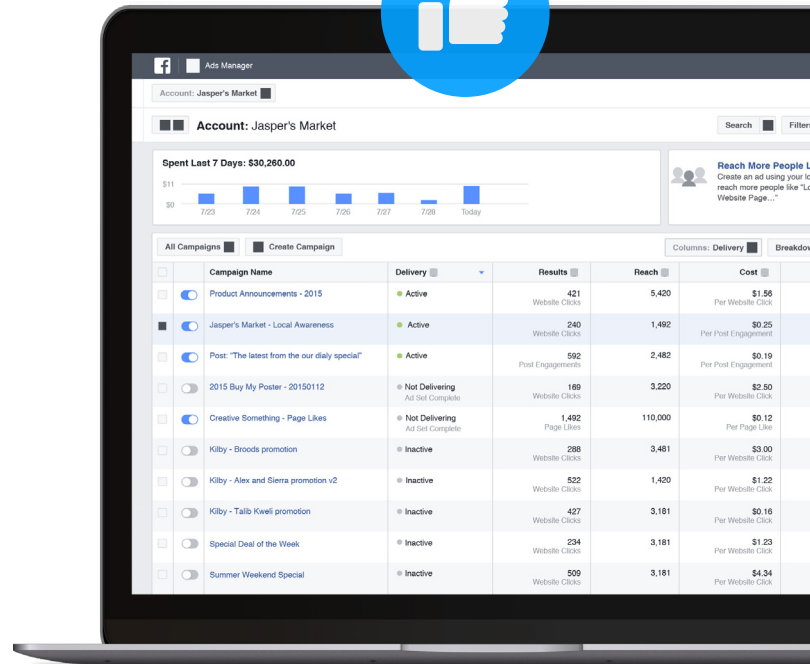 f
Ads Manager
Account: Jasper's Market
Account: Jasper's Market
Search
Spent Last 7 Days: $30,260.00
$11
$0
7/23 7/24 7/25 7/26 7/27 7/28 Today
Reach More People
Create an ad using your
reach more people like
Website Page..."
All Campaigns Create Campaign Columns: Delivery
Campaign Name Delivery Results Reach Cost
Product Announcements - 2015 Active 421 5,420 $1.56
Website Clicks Per Website Click
Jasper's Market - Local Awareness Active 240 1,492 $0.25
Website Clicks Per Post Engagement
Post: "The latest from the our dialy special" Active 592 2,482 $0.19
Post Engagements Per Post Engagement
2015 Buy My Poster - 20150112 Not Delivering 169 3,220 $2.50
Ad Set Complete Website Clicks Per Website Click
Creative Something - Page Likes Not Delivering 1,492 110,000 $0.12
Ad Set Complete Page Likes Per Page Like
Kilby - Broods promotion Inactive 288 3,481 $3.00
Website Clicks Per Website Click
Kilby - Alex and Sierra promotion v2 Inactive 522 1,420 $1.22
Website Clicks Per Website Click
Kilby - Talib Kweli promotion Inactive 427 3,181 $0.16
Website Clicks Per Website Click
Special Deal of the Week Inactive 234 3,181 $1.23
Website Clicks Per Website Click
Summer Weekend Special Inactive 509 3,181 $4.34
Website Clicks Per Website Click